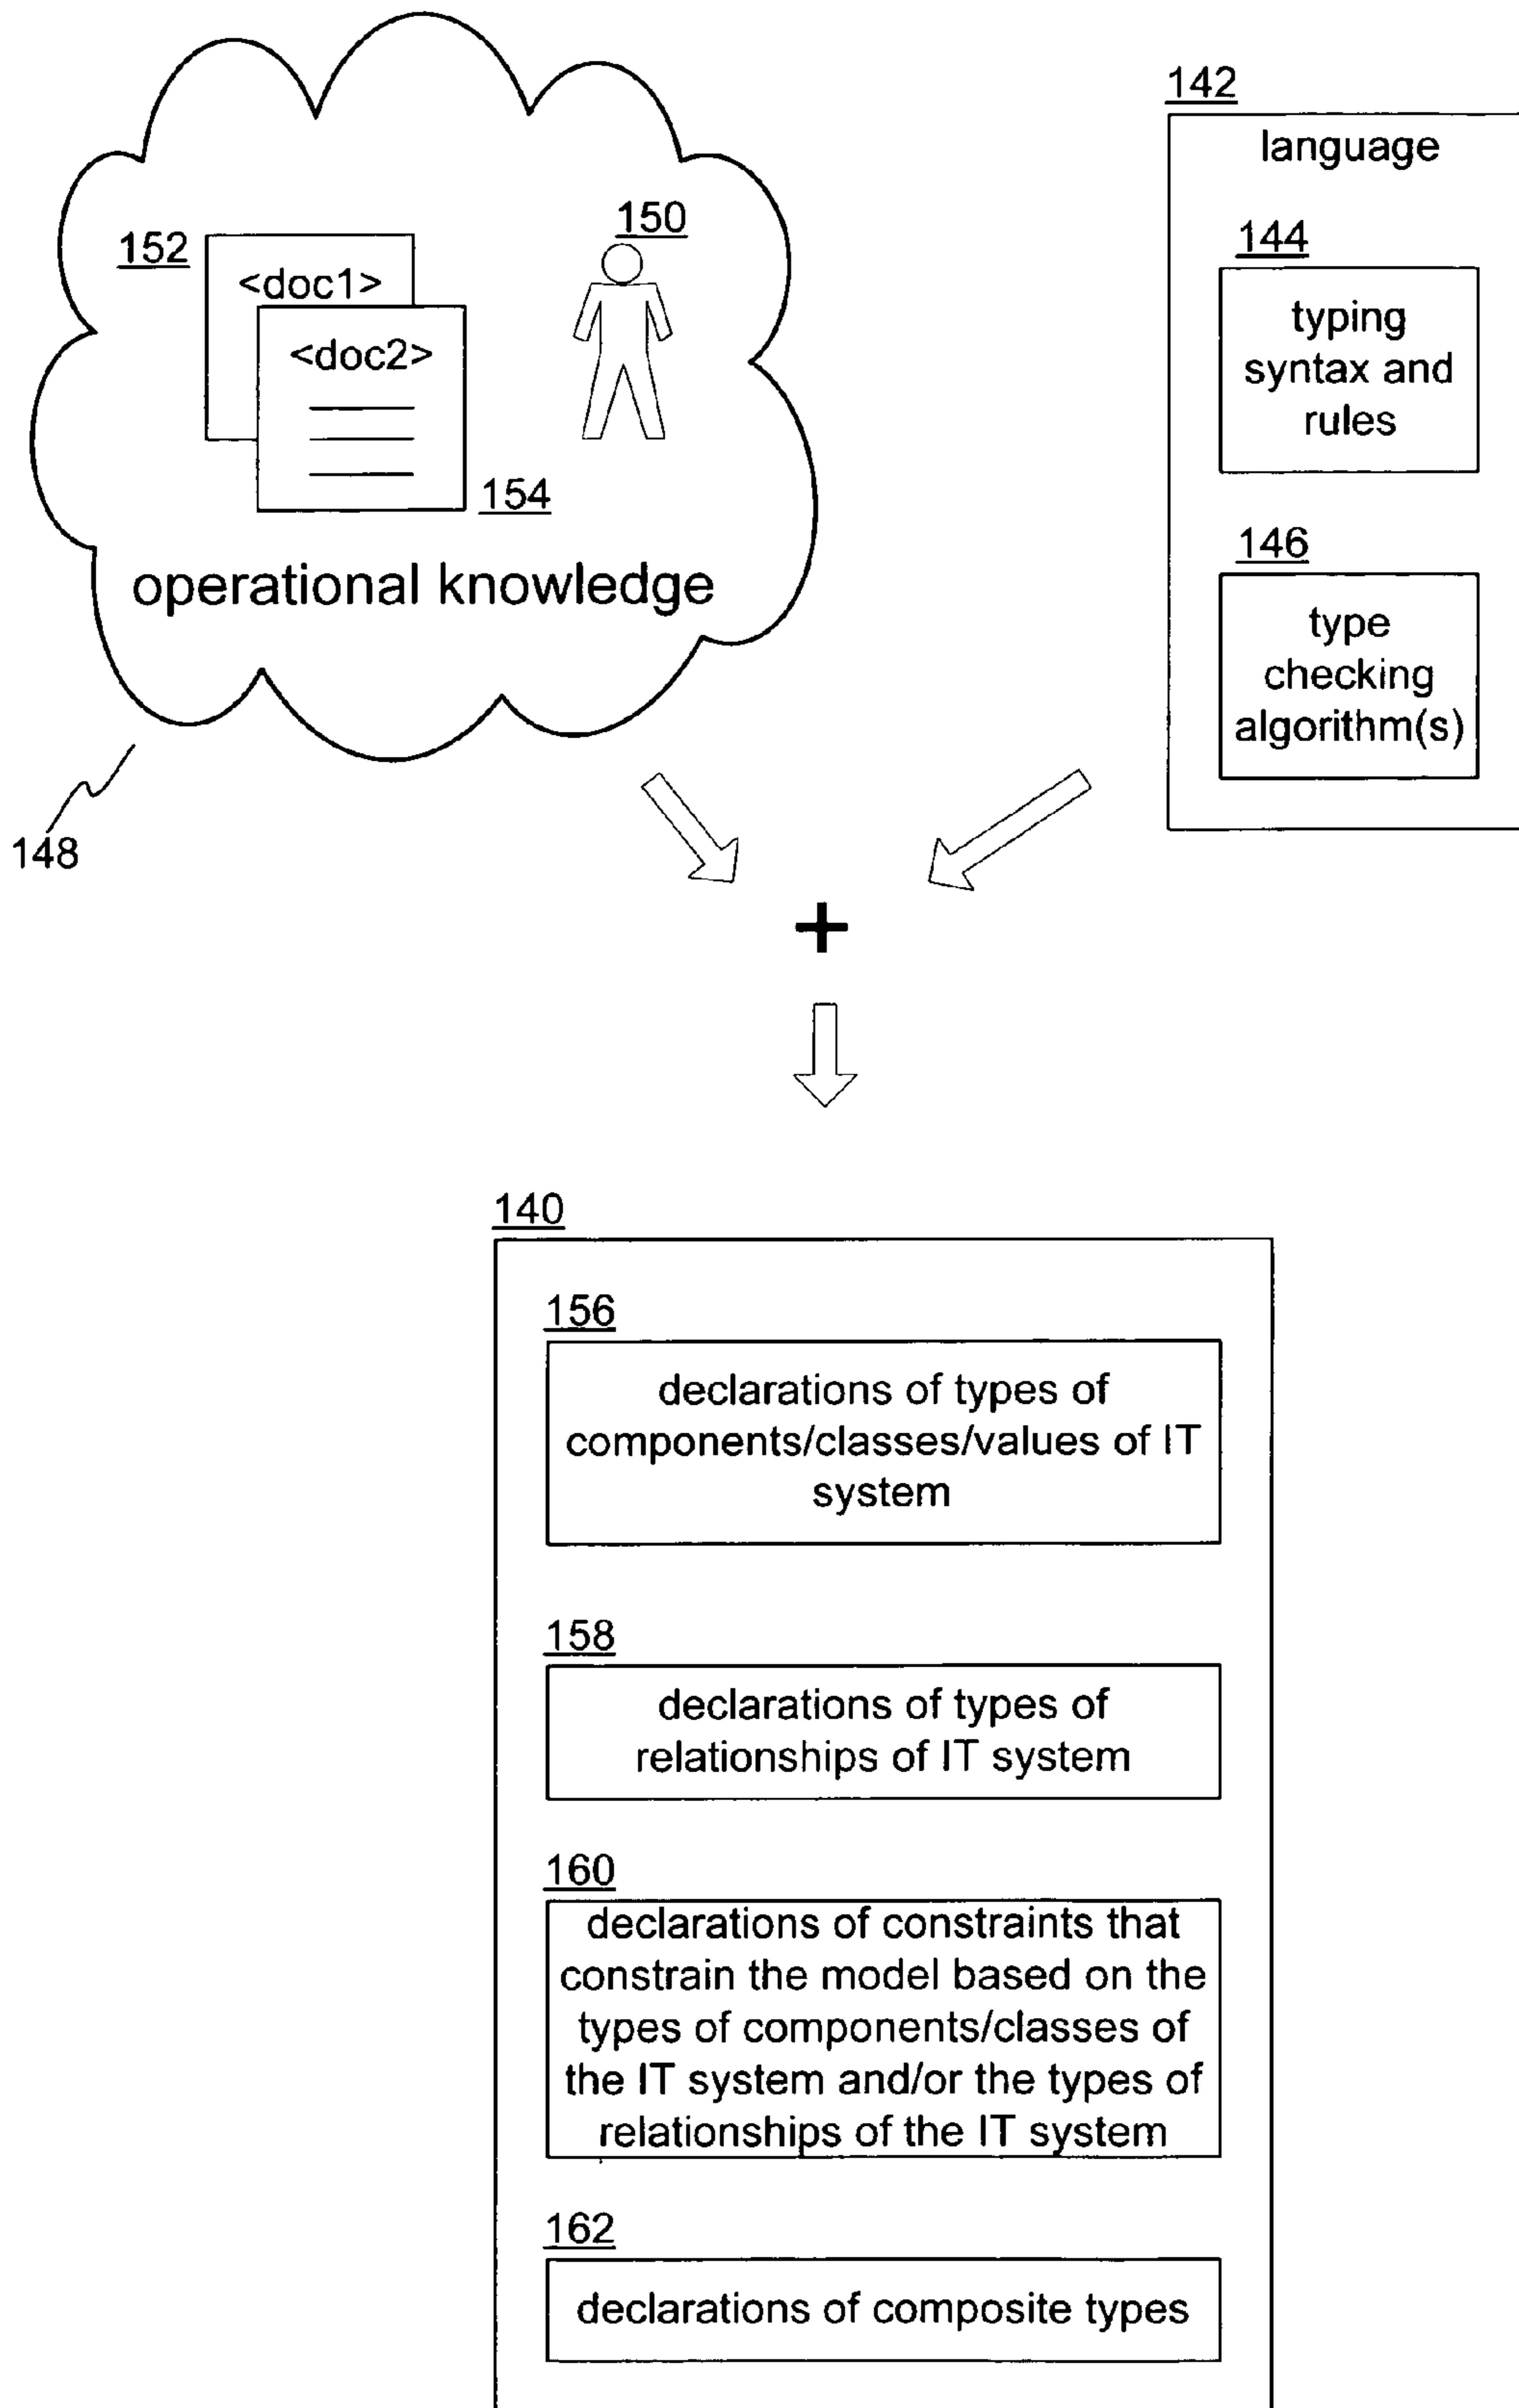 142
language
150
152
<doc1>
144
<doc2>
typing
syntax and
rules
154
146
operational knowledge
type
checking
algorithm(s)
148
+
140
156
declarations of types of
components/classes/values of IT
system
158
declarations of types of
relationships of IT system
160
declarations of constraints that
constrain the model based on the
types of components/classes of
the IT system and/or the types of
relationships of the IT system
162
declarations of composite types